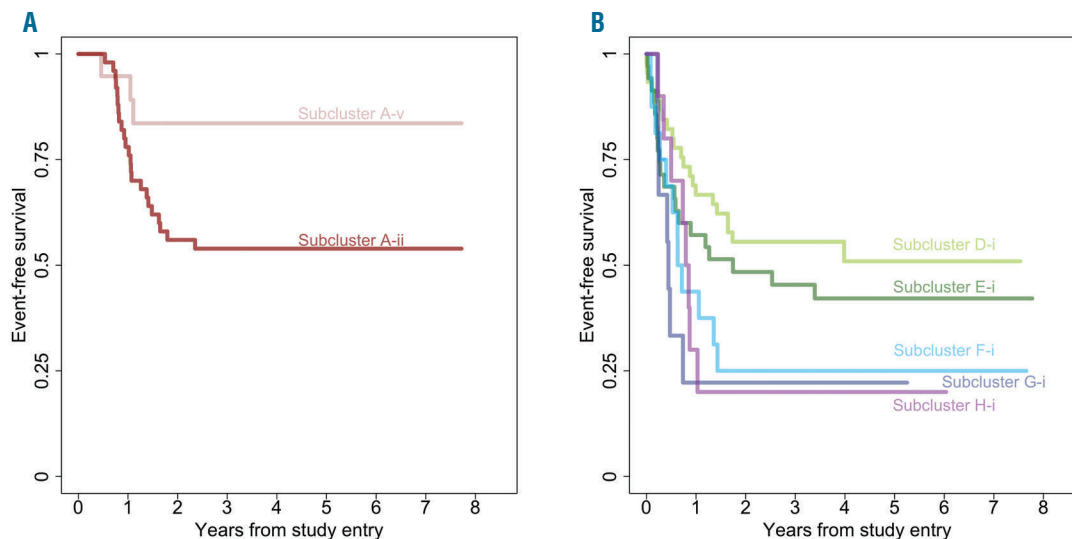 A
Event-free survival
1
0.75
0.5
0.25
0
Subcluster A-v
Subcluster A-ii
0 1 2 3 4 5 6 7 8
Years from study entry
B
Event-free survival
1
0.75
0.5
0.25
0
Subcluster D-i
Subcluster E-i
Subcluster F-i
Subcluster G-i
Subcluster H-i
0 1 2 3 4 5 6 7 8
Years from study entry